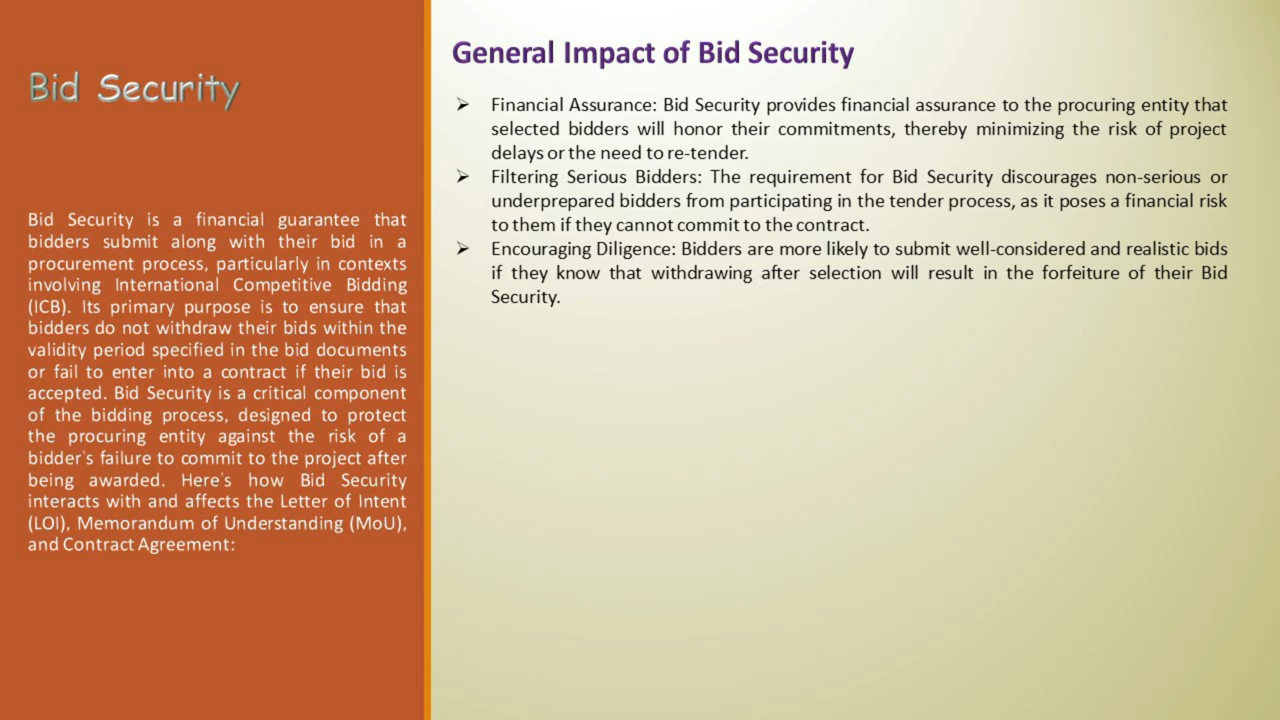 Bid Security
Bid Security is a financial guarantee that
bidders submit along with their bid in a
procurement process, particularly in contexts
involving International Competitive Bidding
(ICB). Its primary purpose is to ensure that
bidders do not withdraw their bids within the
validity period specified in the bid documents
or fail to enter into a contract if their bid is
accepted. Bid Security is a critical component
of the bidding process, designed to protect
the procuring entity against the risk of a
bidder's failure to commit to the project after
being awarded. Here's how Bid Security
interacts with and affects the Letter of Intent
(LOI), Memorandum of Understanding (MoU),
and Contract Agreement:
General Impact of Bid Security
➢ Financial Assurance: Bid Security provides financial assurance to the procuring entity that
selected bidders will honor their commitments, thereby minimizing the risk of project
delays or the need to re-tender.
➢ Filtering Serious Bidders: The requirement for Bid Security discourages non-serious or
underprepared bidders from participating in the tender process, as it poses a financial risk
to them if they cannot commit to the contract.
➢ Encouraging Diligence: Bidders are more likely to submit well-considered and realistic bids
if they know that withdrawing after selection will result in the forfeiture of their Bid
Security.